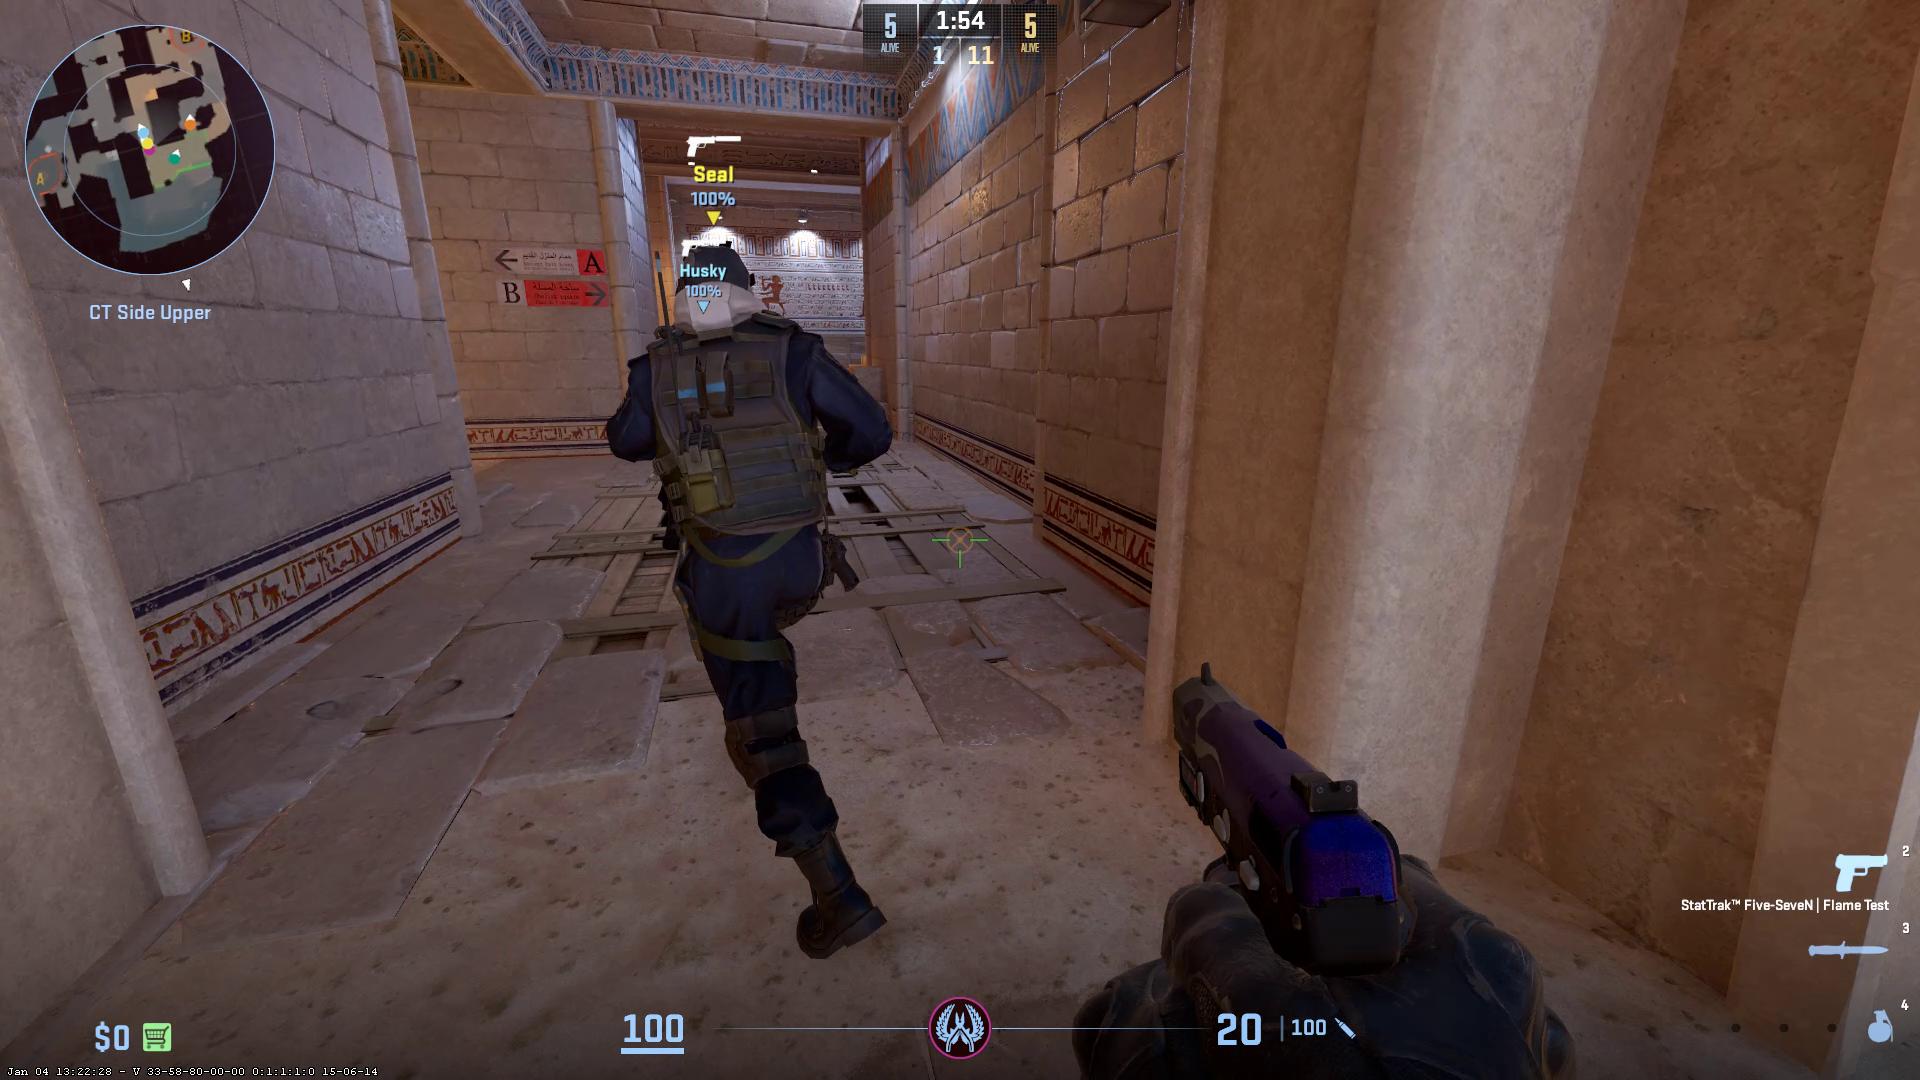 5
ALIVE
1:54
1
11
5
ALIVE
B
A
CT Side Upper
Seal
100%
Husky
100%
A
B
2
StatTrak™ Five-SeveN | Flame Test
3
4
$0
100
20
100
Jan 04 13:22:28 - V 33-58-80-00-00 0:1:1:1:0 15-06-14